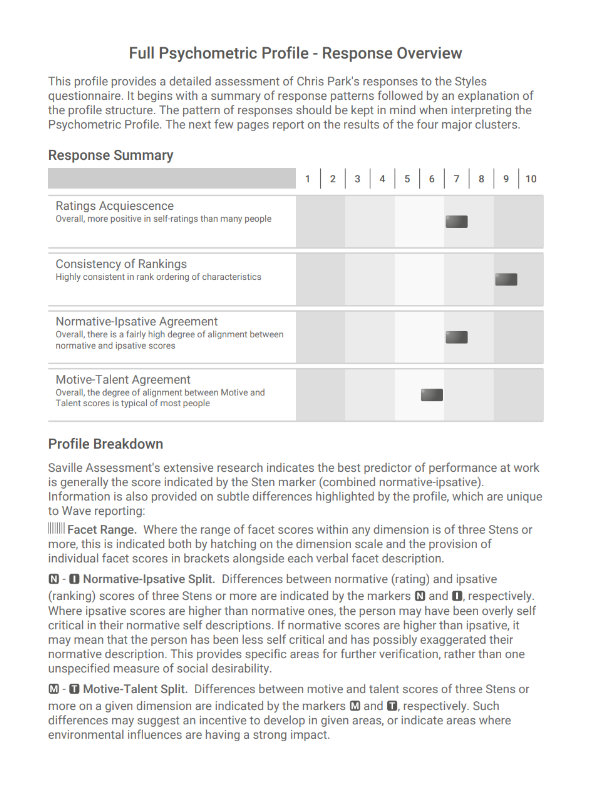 Full Psychometric Profile - Response Overview
This profile provides a detailed assessment of Chris Park's responses to the Styles
questionnaire. It begins with a summary of response patterns followed by an explanation of
the profile structure. The pattern of responses should be kept in mind when interpreting the
Psychometric Profile. The next few pages report on the results of the four major clusters.
Response Summary
1 2 3 4 5 6 7 8 9 10
Ratings Acquiescence
Overall, more positive in self-ratings than many people
Consistency of Rankings
Highly consistent in rank ordering of characteristics
Normative-Ipsative Agreement
Overall, there is a fairly high degree of alignment between
normative and ipsative scores
Motive-Talent Agreement
Overall, the degree of alignment between Motive and
Talent scores is typical of most people
Profile Breakdown
Saville Assessment's extensive research indicates the best predictor of performance at work
is generally the score indicated by the Sten marker (combined normative-ipsative).
Information is also provided on subtle differences highlighted by the profile, which are unique
to Wave reporting:
Facet Range. Where the range of facet scores within any dimension is of three Stens or
more, this is indicated both by hatching on the dimension scale and the provision of
individual facet scores in brackets alongside each verbal facet description.
N - I Normative-Ipsative Split. Differences between normative (rating) and ipsative
(ranking) scores of three Stens or more are indicated by the markers N and I, respectively.
Where ipsative scores are higher than normative ones, the person may have been overly self
critical in their normative self descriptions. If normative scores are higher than ipsative, it
may mean that the person has been less self critical and has possibly exaggerated their
normative description. This provides specific areas for further verification, rather than one
unspecified measure of social desirability.
M - T Motive-Talent Split. Differences between motive and talent scores of three Stens or
more on a given dimension are indicated by the markers M and T, respectively. Such
differences may suggest an incentive to develop in given areas, or indicate areas where
environmental influences are having a strong impact.